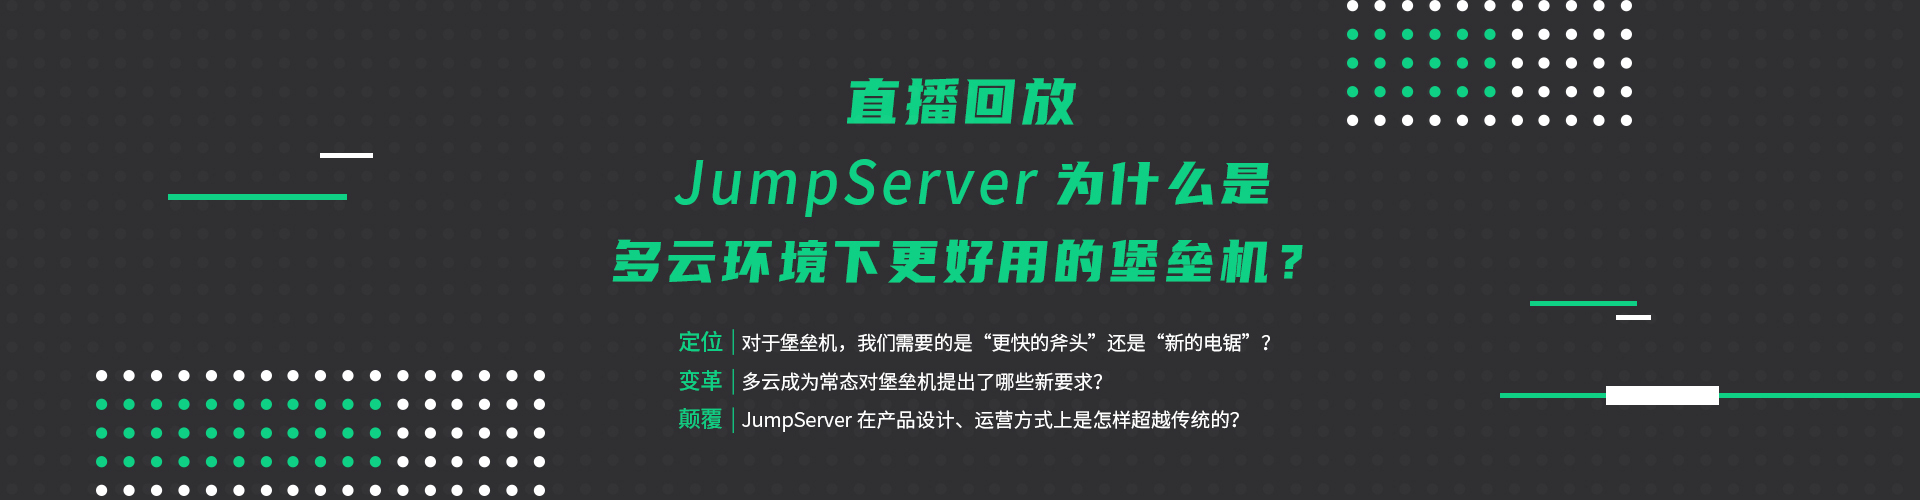 直播回放
JumpServer 为什么是
多云环境下更好用的堡垒机？
定位 | 对于堡垒机，我们需要的是“更快的斧头”还是“新的电锯”？
变革 | 多云成为常态对堡垒机提出了哪些新要求？
颠覆 | JumpServer 在产品设计、运营方式上是怎样超越传统的？